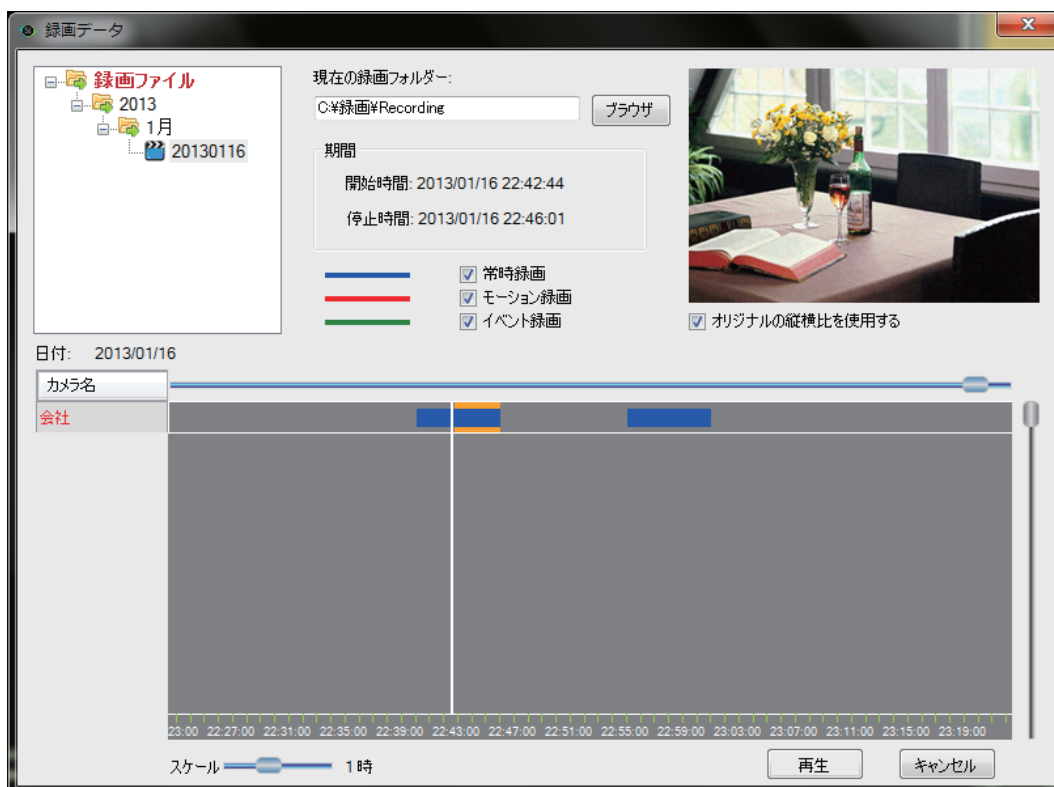 録画データ
録画ファイル
2013
1月
20130116
現在の録画フォルダー:
C:¥録画¥Recording
ブラウザ
期間
開始時間: 2013/01/16 22:42:44
停止時間: 2013/01/16 22:46:01
常時録画
モーション録画
イベント録画
オリジナルの縦横比を使用する
日付: 2013/01/16
カメラ名
会社
23:00 22:27:00 22:31:00 22:35:00 22:39:00 22:43:00 22:47:00 22:51:00 22:55:00 22:59:00 23:03:00 23:07:00 23:11:00 23:15:00 23:19:00
スケール 1時
再生
キャンセル